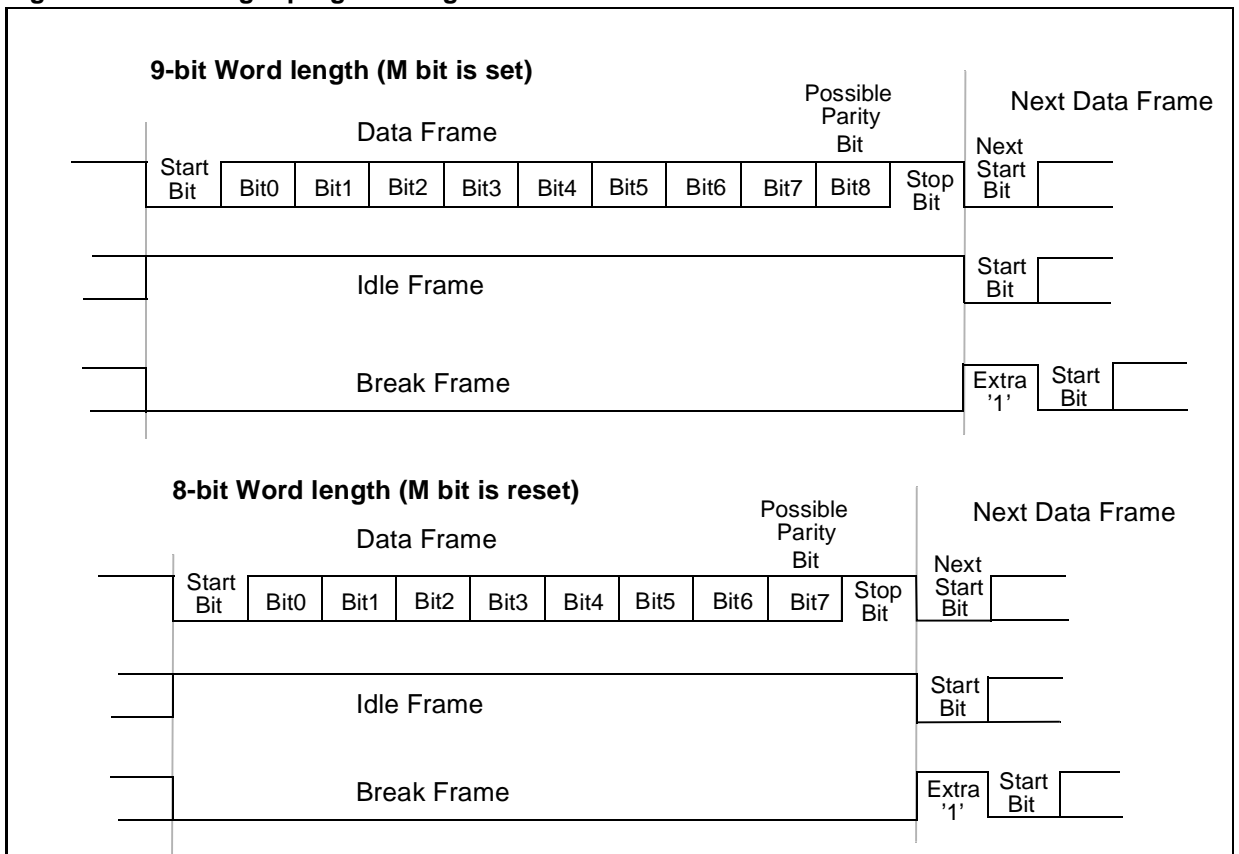 9-bit Word length (M bit is set)
Possible
Parity
Bit
Next Data Frame
Data Frame
Start
Bit
Bit0
Bit1
Bit2
Bit3
Bit4
Bit5
Bit6
Bit7
Bit8
Stop
Bit
Next
Start
Bit
Idle Frame
Start
Bit
Break Frame
Extra
'1'
Start
Bit
8-bit Word length (M bit is reset)
Possible
Parity
Bit
Next Data Frame
Data Frame
Start
Bit
Bit0
Bit1
Bit2
Bit3
Bit4
Bit5
Bit6
Bit7
Stop
Bit
Next
Start
Bit
Idle Frame
Start
Bit
Break Frame
Extra
'1'
Start
Bit